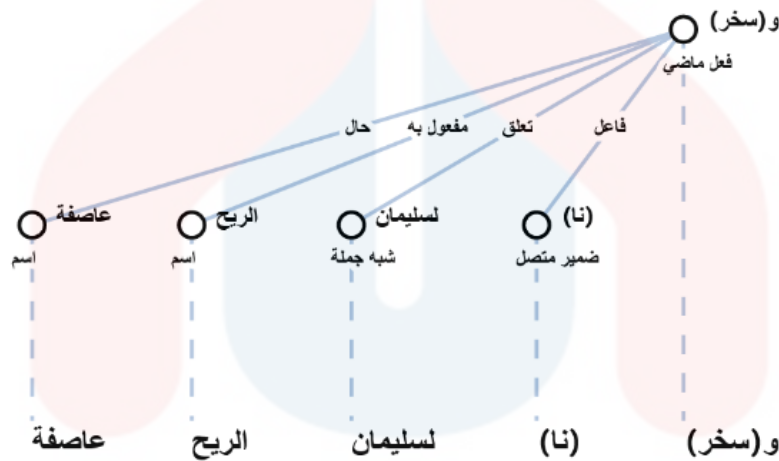 و(سخر)
فعل ماضي
فاعل تعلق مفعول به حال
(نا) لسليمان الريح عاصفة
ضمير متصل شبه جملة اسم اسم
و(سخر) (نا) لسليمان الريح عاصفة